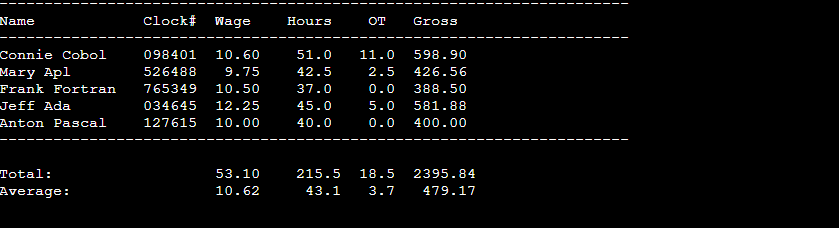 ---------------------------------------------------------------------
Name            Clock#  Wage    Hours    OT   Gross
---------------------------------------------------------------------
Connie Cobol    098401  10.60    51.0   11.0  598.90
Mary Apl        526488   9.75    42.5    2.5  426.56
Frank Fortran   765349  10.50    37.0    0.0  388.50
Jeff Ada        034645  12.25    45.0    5.0  581.88
Anton Pascal    127615  10.00    40.0    0.0  400.00
---------------------------------------------------------------------
Total:                  53.10    215.5  18.5  2395.84
Average:                10.62     43.1   3.7   479.17